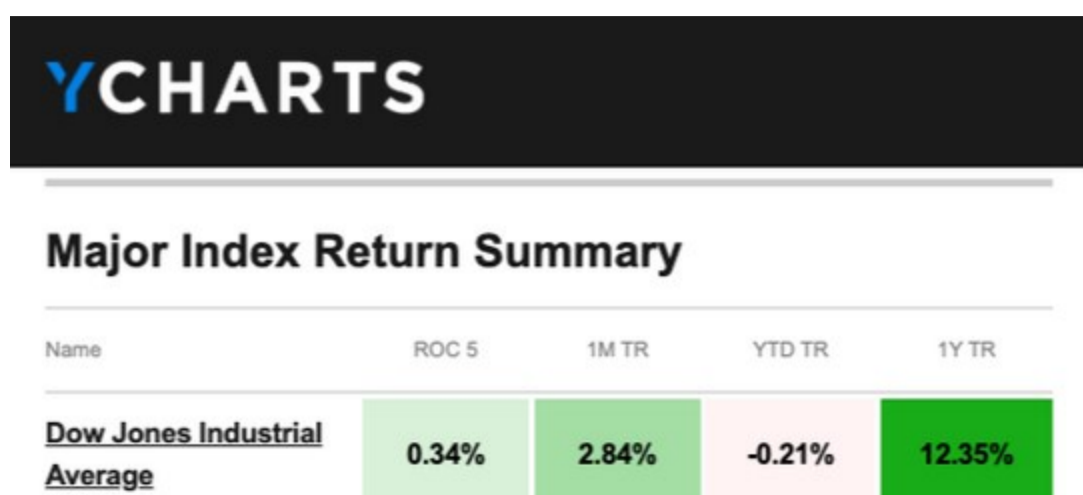 YCHARTS
Major Index Return Summary
Name ROC 5 1M TR YTD TR 1Y TR
Dow Jones Industrial
Average 0.34% 2.84% -0.21% 12.35%